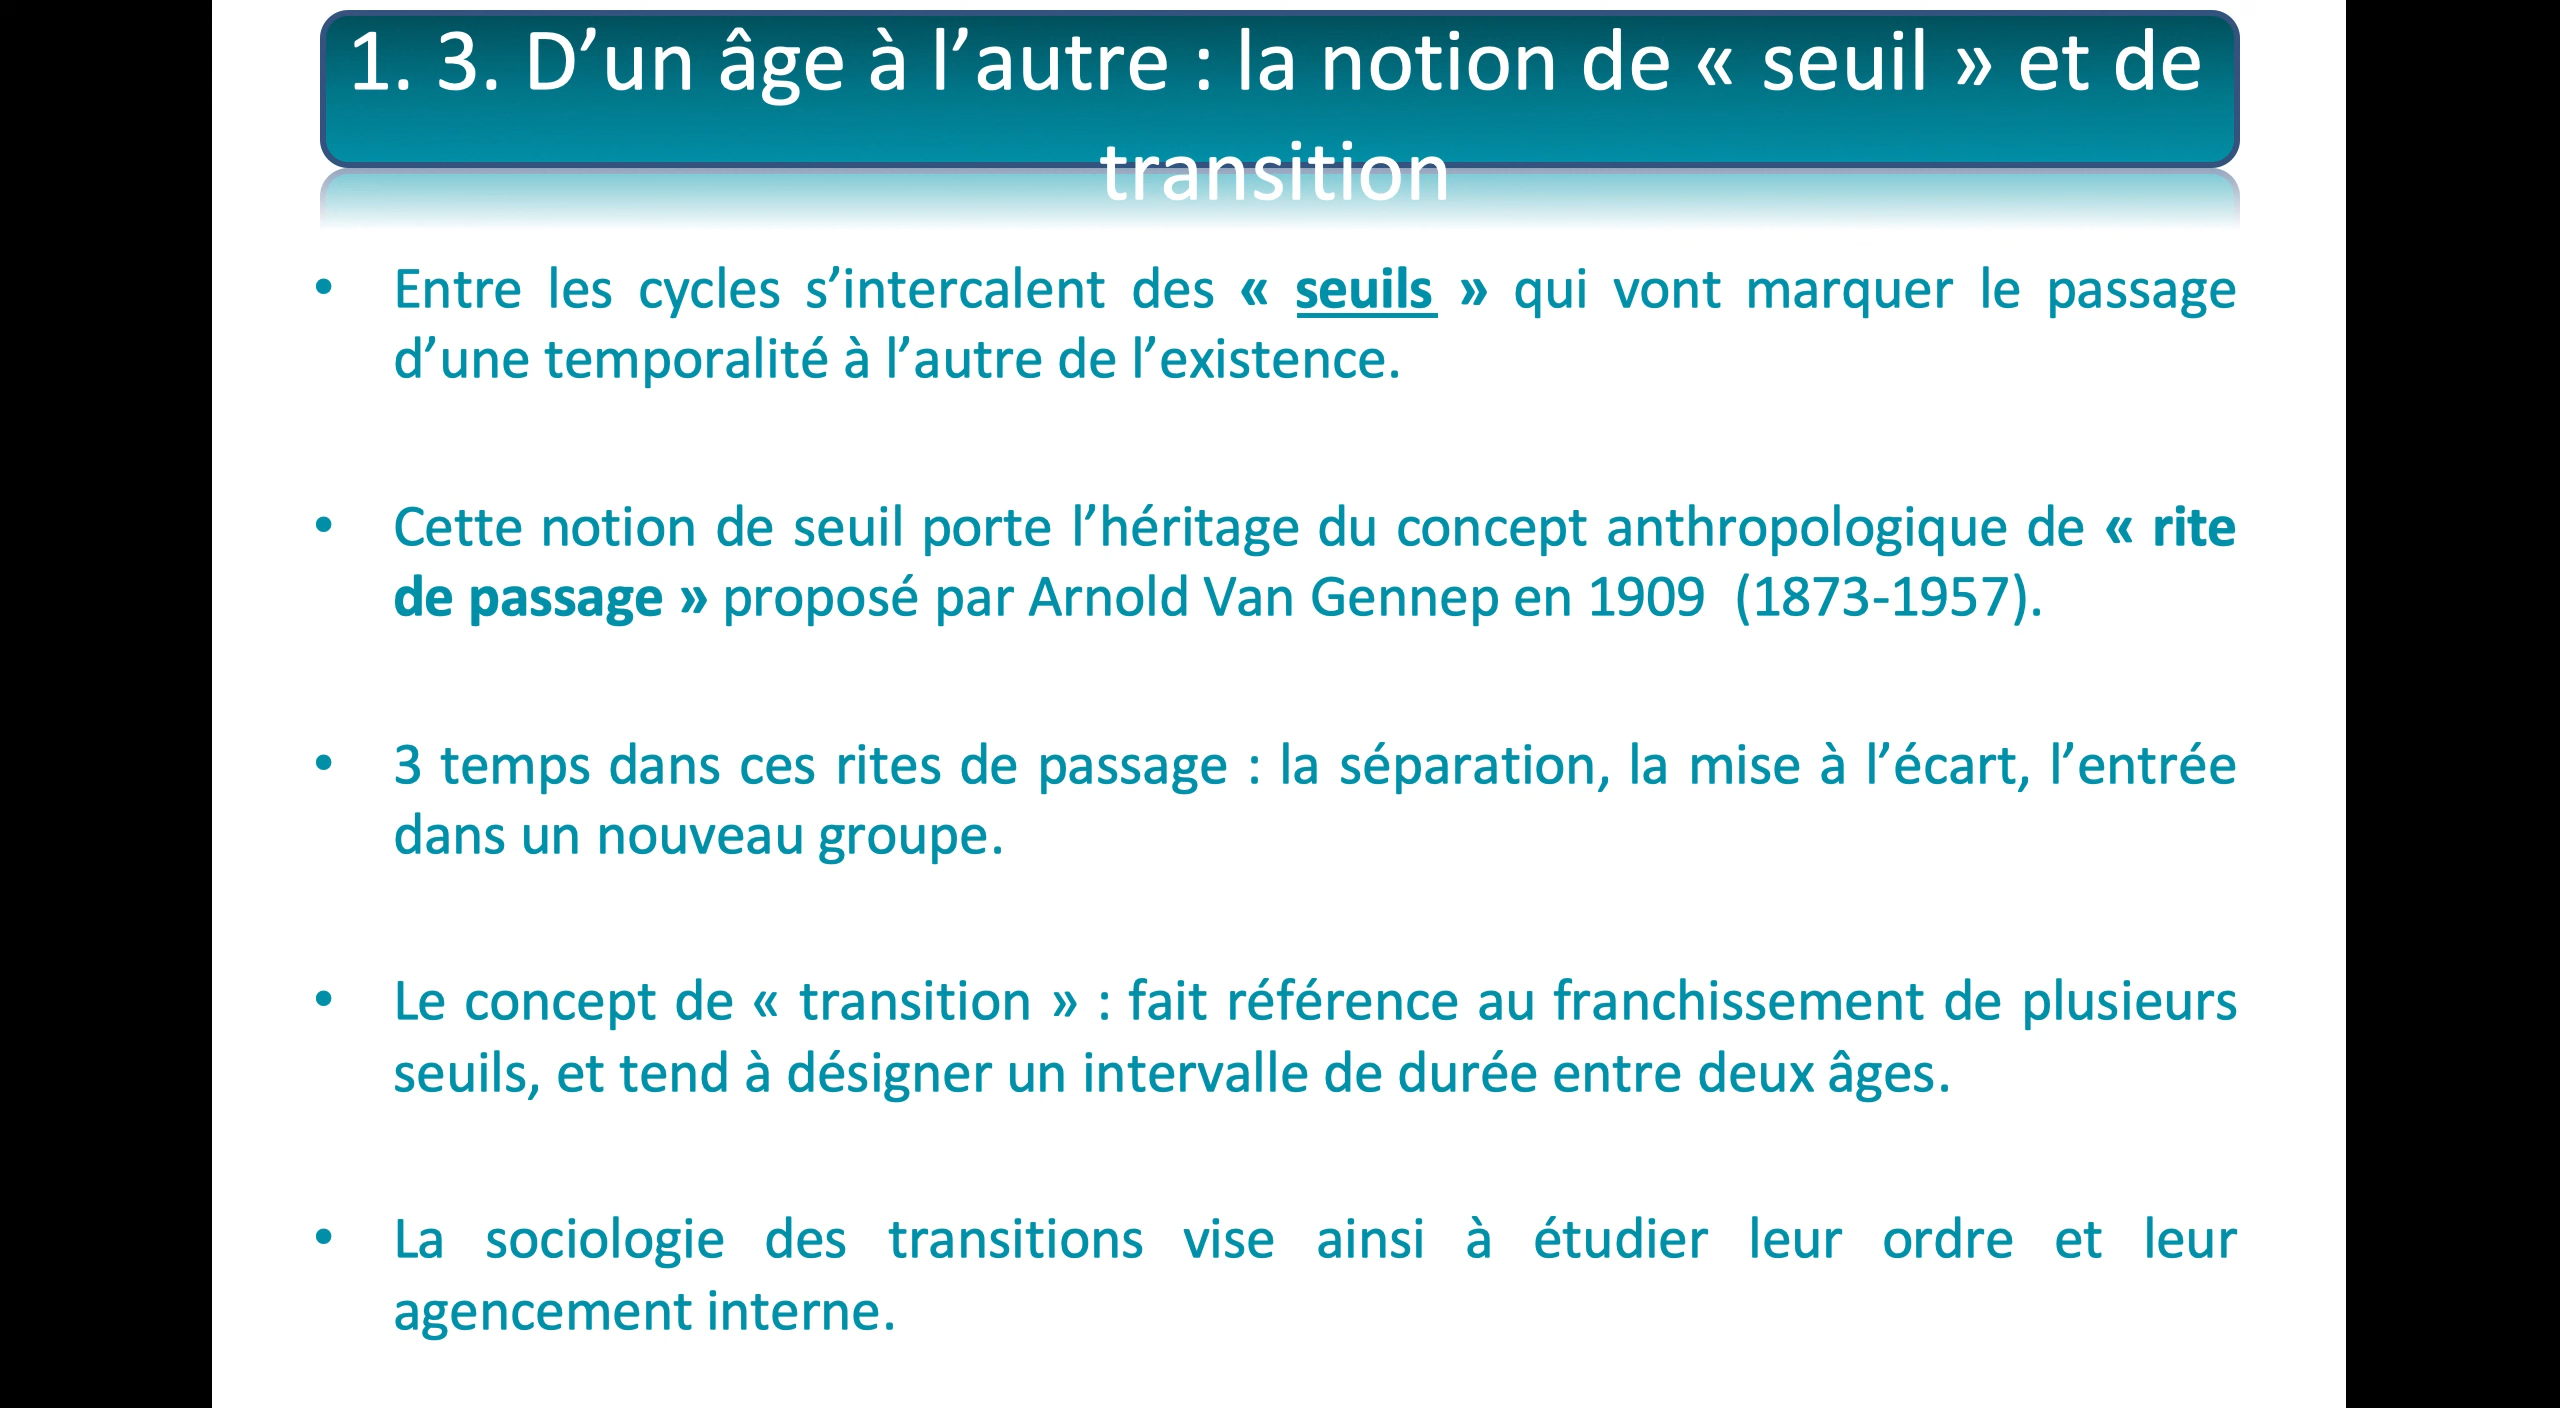 1. 3. D’un âge à l’autre : la notion de « seuil » et de
transition
• Entre les cycles s’intercalent des « seuils » qui vont marquer le passage
d’une temporalité à l’autre de l’existence.
• Cette notion de seuil porte l’héritage du concept anthropologique de « rite
de passage » proposé par Arnold Van Gennep en 1909  (1873-1957).
• 3 temps dans ces rites de passage : la séparation, la mise à l’écart, l’entrée
dans un nouveau groupe.
• Le concept de « transition » : fait référence au franchissement de plusieurs
seuils, et tend à désigner un intervalle de durée entre deux âges.
• La sociologie des transitions vise ainsi à étudier leur ordre et leur
agencement interne.